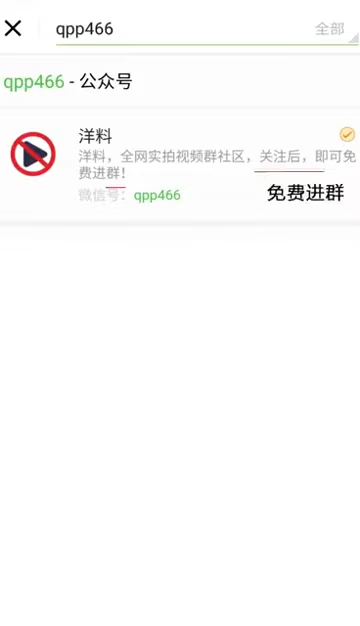 qpp466
全部
qpp466 - 公众号
洋料
洋料，全网实拍视频群社区，关注后，即可免
费进群！
微信号：qpp466
免费进群